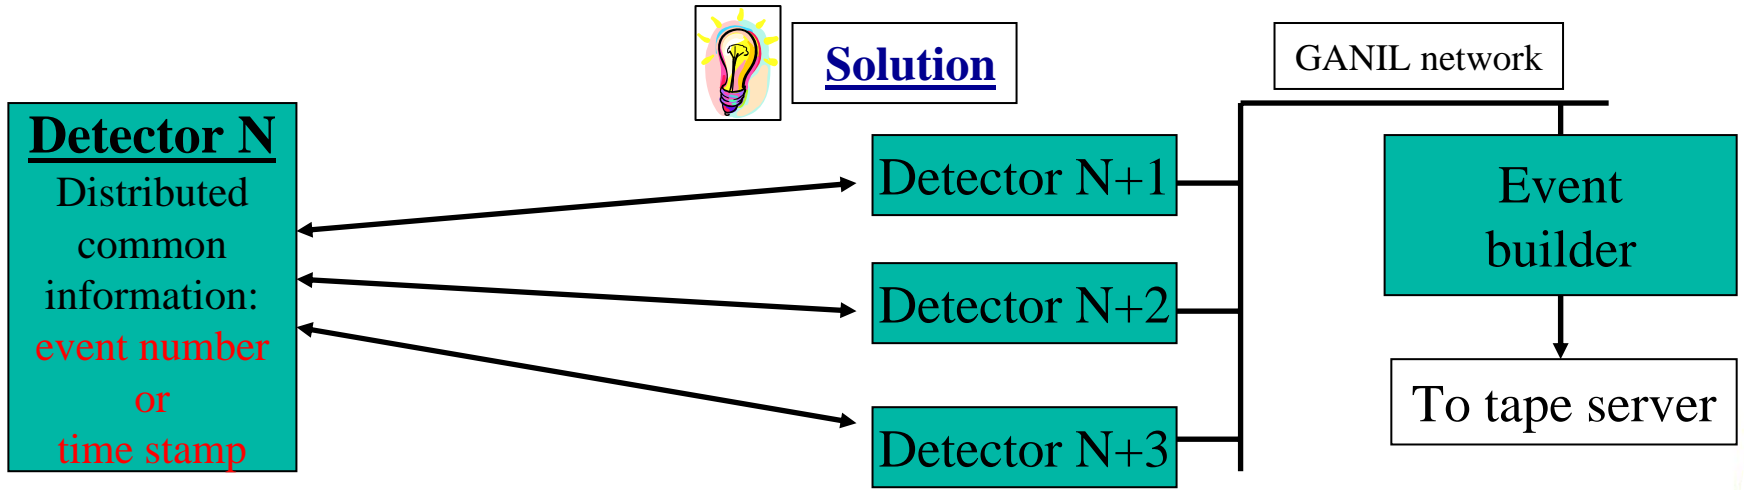 Solution
GANIL network
Detector N
Distributed
common
information:
event number
or
time stamp
Detector N+1
Detector N+2
Detector N+3
Event
builder
To tape server